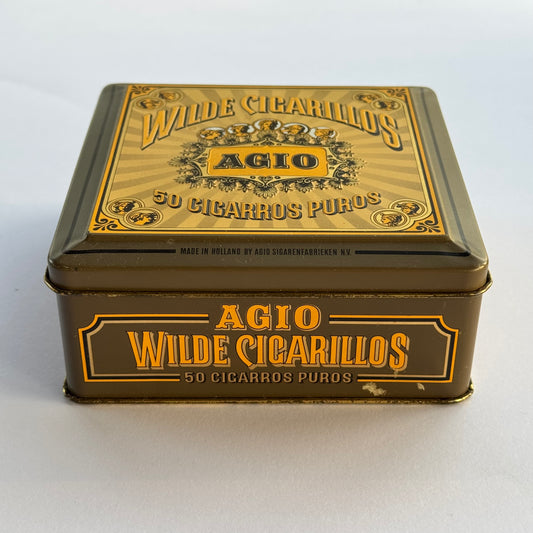 WILDE CIGARILLOS
AGIO
50 CIGARROS PUROS
MADE IN HOLLAND BY AGIO SIGARENFABRIEKEN N.V.
AGIO
WILDE CIGARILLOS
50 CIGARROS PUROS